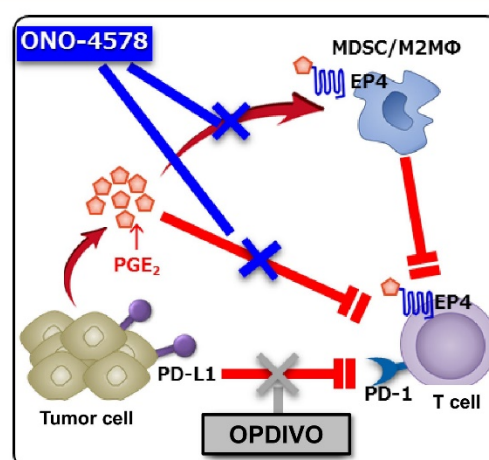 ONO-4578
MDSC/M2MΦ
EP4
PGE₂
EP4
PD-L1
PD-1
Tumor cell
T cell
OPDIVO